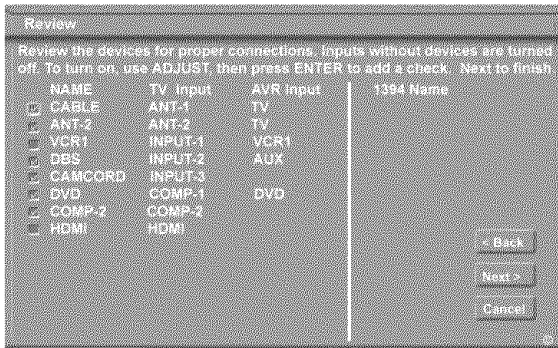 Review
Review the devices for proper connections. Inputs without devices are turned
off. To turn on, use ADJUST, then press ENTER to add a check. Next to finish
NAME TV Input AVR Input 1394 Name
CABLE ANT-1 TV
ANT-2 ANT-2 TV
VCR1 INPUT-1 VCR1
DBS INPUT-2 AUX
CAMCORD INPUT-3
DVD COMP-1 DVD
COMP-2 COMP-2
HDMI HDMI
< Back
Next >
Cancel